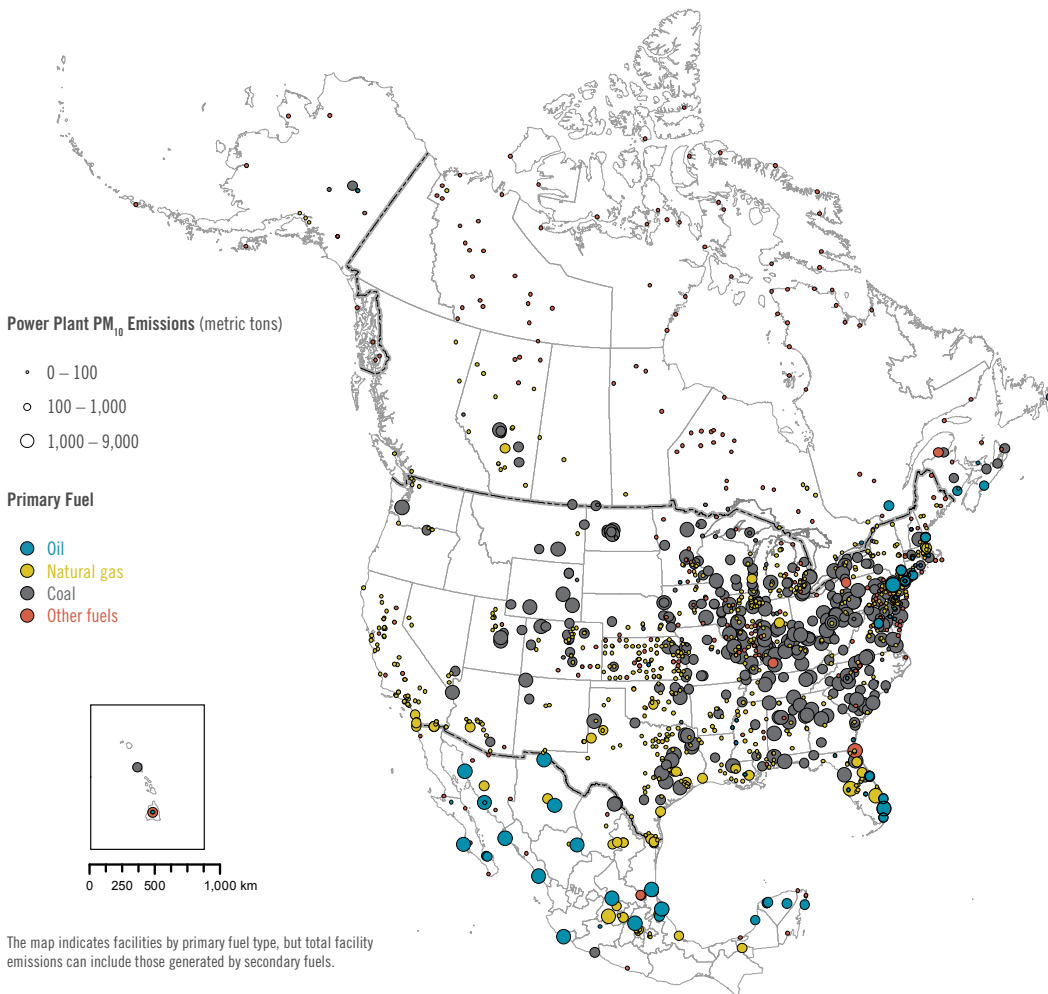 Power Plant PM10 Emissions (metric tons)
0 – 100
100 – 1,000
1,000 – 9,000
Primary Fuel
Oil
Natural gas
Coal
Other fuels
0 250 500 1,000 km
The map indicates facilities by primary fuel type, but total facility
emissions can include those generated by secondary fuels.